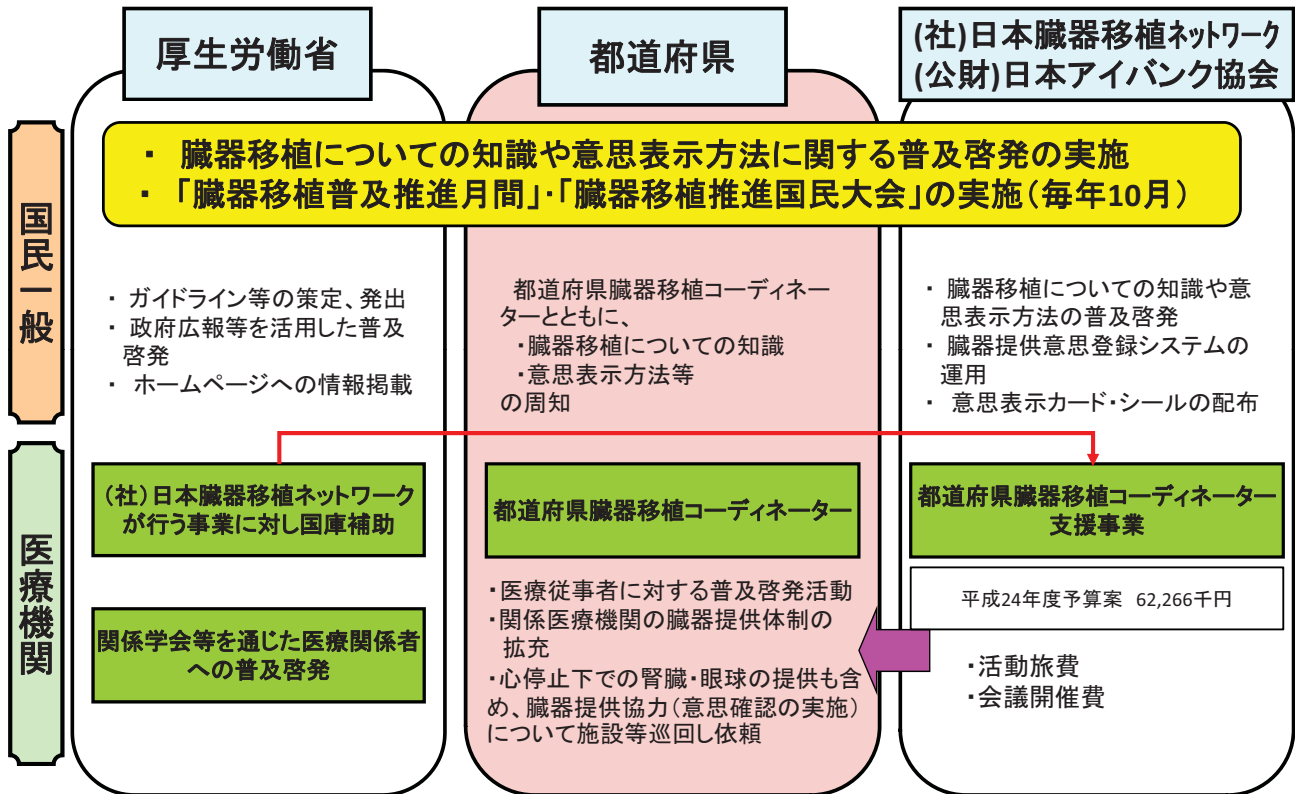 厚生労働省
都道府県
(社)日本臓器移植ネットワーク
(公財)日本アイバンク協会
国民一般
・ 臓器移植についての知識や意思表示方法に関する普及啓発の実施
・ 「臓器移植普及推進月間」・「臓器移植推進国民大会」の実施（毎年10月）
・ ガイドライン等の策定、発出
・ 政府広報等を活用した普及
啓発
・ ホームページへの情報掲載
都道府県臓器移植コーディネー
ターとともに、
・臓器移植についての知識
・意思表示方法等
の周知
・ 臓器移植についての知識や意
思表示方法の普及啓発
・ 臓器提供意思登録システムの
運用
・ 意思表示カード・シールの配布
医療機関
（社）日本臓器移植ネットワーク
が行う事業に対し国庫補助
関係学会等を通じた医療関係者
への普及啓発
都道府県臓器移植コーディネーター
・医療従事者に対する普及啓発活動
・関係医療機関の臓器提供体制の
拡充
・心停止下での腎臓・眼球の提供も含
め、臓器提供協力（意思確認の実施）
について施設等巡回し依頼
都道府県臓器移植コーディネーター
支援事業
平成24年度予算案 62,266千円
・活動旅費
・会議開催費